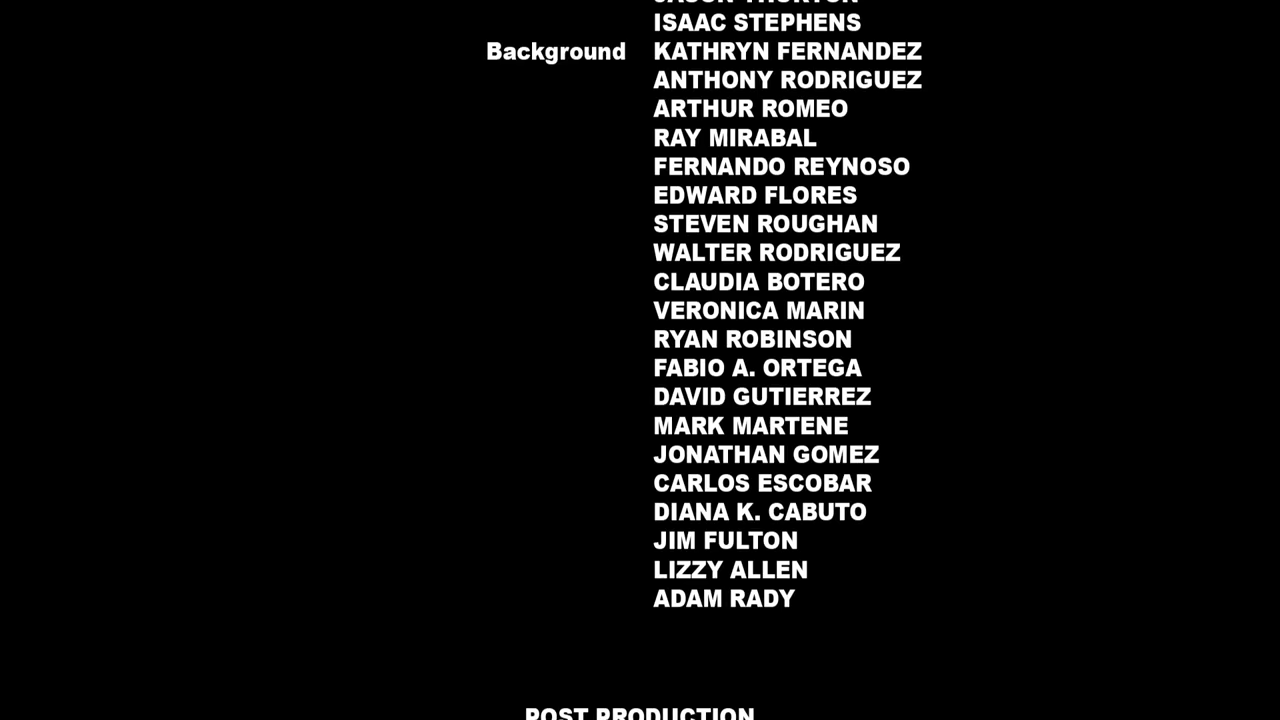 ISAAC STEPHENS
Background KATHRYN FERNANDEZ
ANTHONY RODRIGUEZ
ARTHUR ROMEO
RAY MIRABAL
FERNANDO REYNOSO
EDWARD FLORES
STEVEN ROUGHAN
WALTER RODRIGUEZ
CLAUDIA BOTERO
VERONICA MARIN
RYAN ROBINSON
FABIO A. ORTEGA
DAVID GUTIERREZ
MARK MARTENE
JONATHAN GOMEZ
CARLOS ESCOBAR
DIANA K. CABUTO
JIM FULTON
LIZZY ALLEN
ADAM RADY
POST PRODUCTION